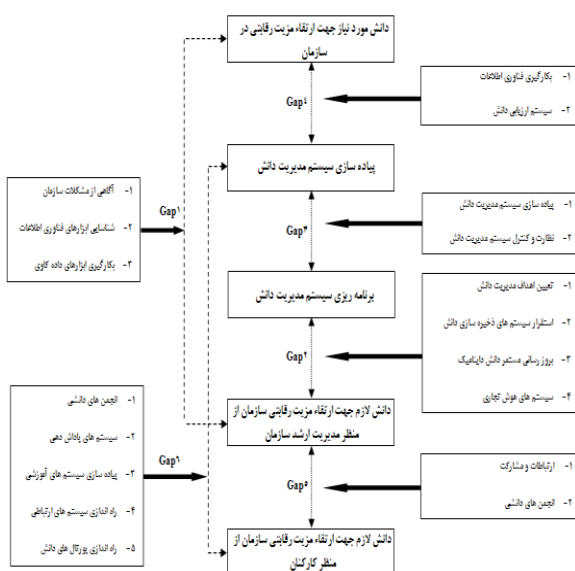 دانش مورد نیاز جهت ارتقاء مزیت رقابتی در
سازمان
۱- بکارگیری فناوری اطلاعات
۲- سیستم ارزیابی دانش
Gap۴
پیاده سازی سیستم مدیریت دانش
۱- آگاهی از مشکلات سازمان
۲- شناسایی ابزارهای فناوری اطلاعات
۳- بکارگیری ابزارهای داده کاوی
Gap۱
۱- پیاده سازی سیستم مدیریت دانش
۲- نظارت و کنترل سیستم مدیریت دانش
Gap۳
برنامه ریزی سیستم مدیریت دانش
۱- تعیین اهداف مدیریت دانش
۲- استقرار سیستم های ذخیره سازی دانش
۳- بروز رسانی مستمر دانش داینامیک
۴- سیستم های هوش تجاری
Gap۲
دانش لازم جهت ارتقاء مزیت رقابتی سازمان از
منظر مدیریت ارشد سازمان
۱- انجمن های دانشی
۲- سیستم های پاداش دهی
۳- پیاده سازی سیستم های آموزشی
۴- راه اندازی سیستم های ارتباطی
۵- راه اندازی پورتال های دانش
Gap۶
۱- ارتباطات و مشارکت
۲- انجمن های دانشی
Gap۵
دانش لازم جهت ارتقاء مزیت رقابتی سازمان از
منظر کارکنان